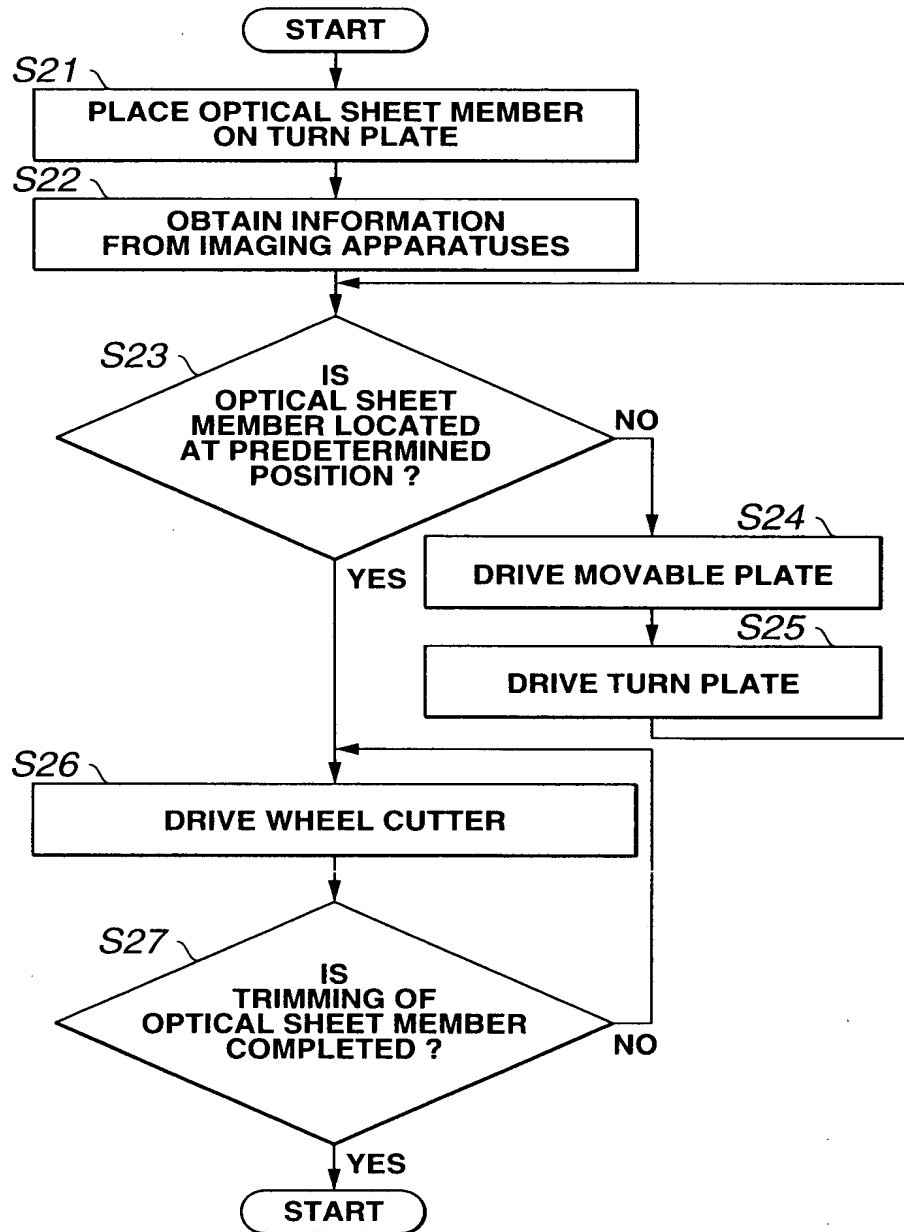 START
S21
PLACE OPTICAL SHEET MEMBER
ON TURN PLATE
S22
OBTAIN INFORMATION
FROM IMAGING APPARATUSES
S23
IS
OPTICAL SHEET
MEMBER LOCATED
AT PREDETERMINED
POSITION ?
NO
YES
S24
DRIVE MOVABLE PLATE
S25
DRIVE TURN PLATE
S26
DRIVE WHEEL CUTTER
S27
IS
TRIMMING OF
OPTICAL SHEET MEMBER
COMPLETED ?
NO
YES
START